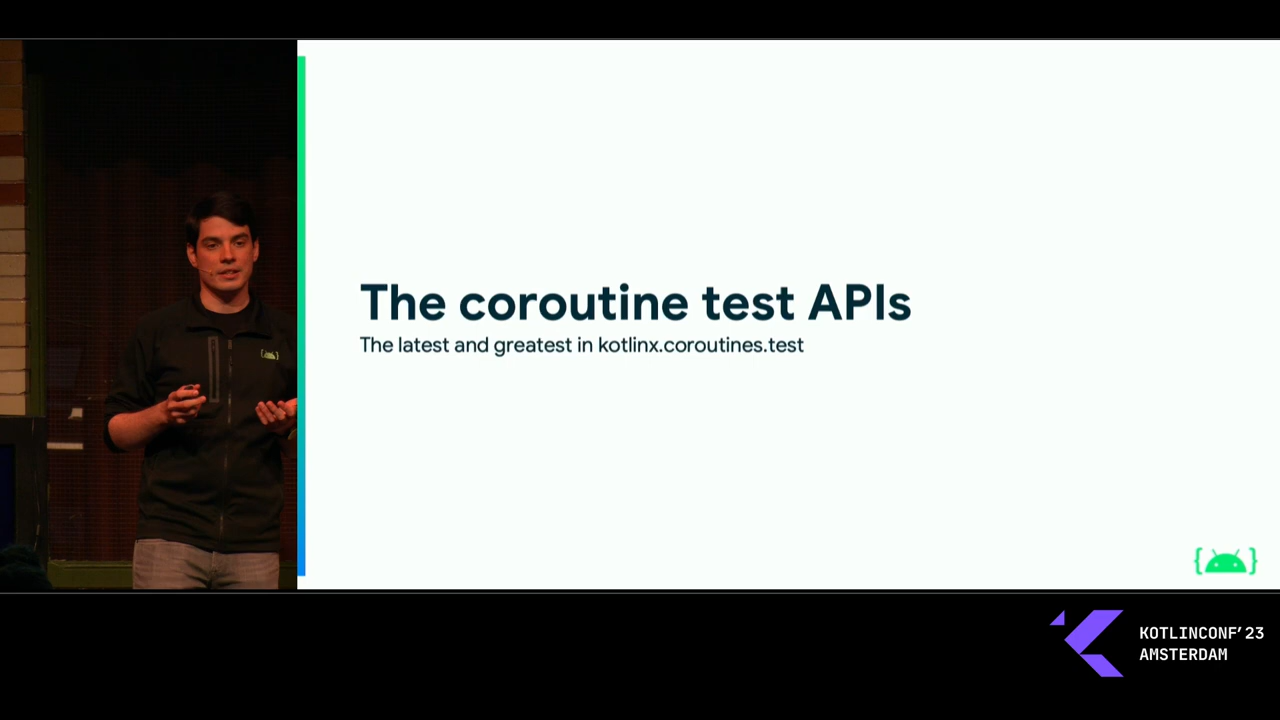 The coroutine test APIs
The latest and greatest in kotlinx.coroutines.test
KOTLINCONF'23
AMSTERDAM